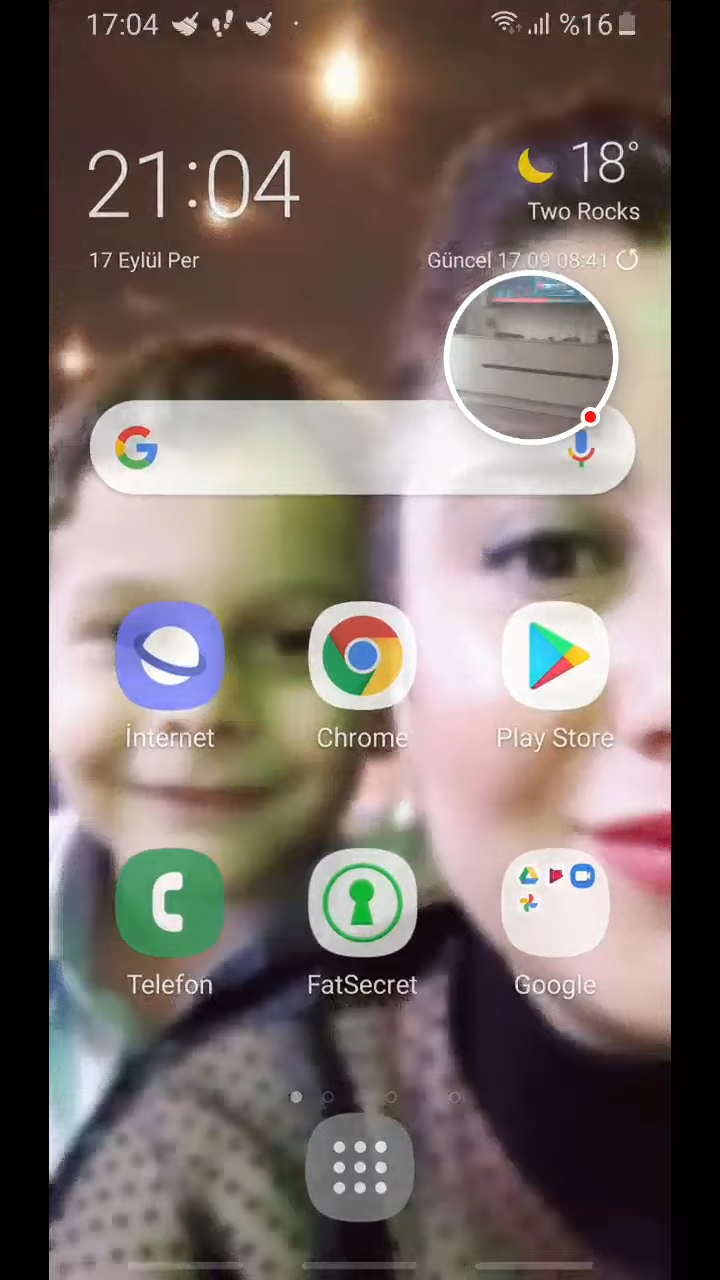 17:04
%16
21:04
18°
Two Rocks
17 Eylül Per
Güncel 17.09 08:41
İnternet
Chrome
Play Store
Telefon
FatSecret
Google